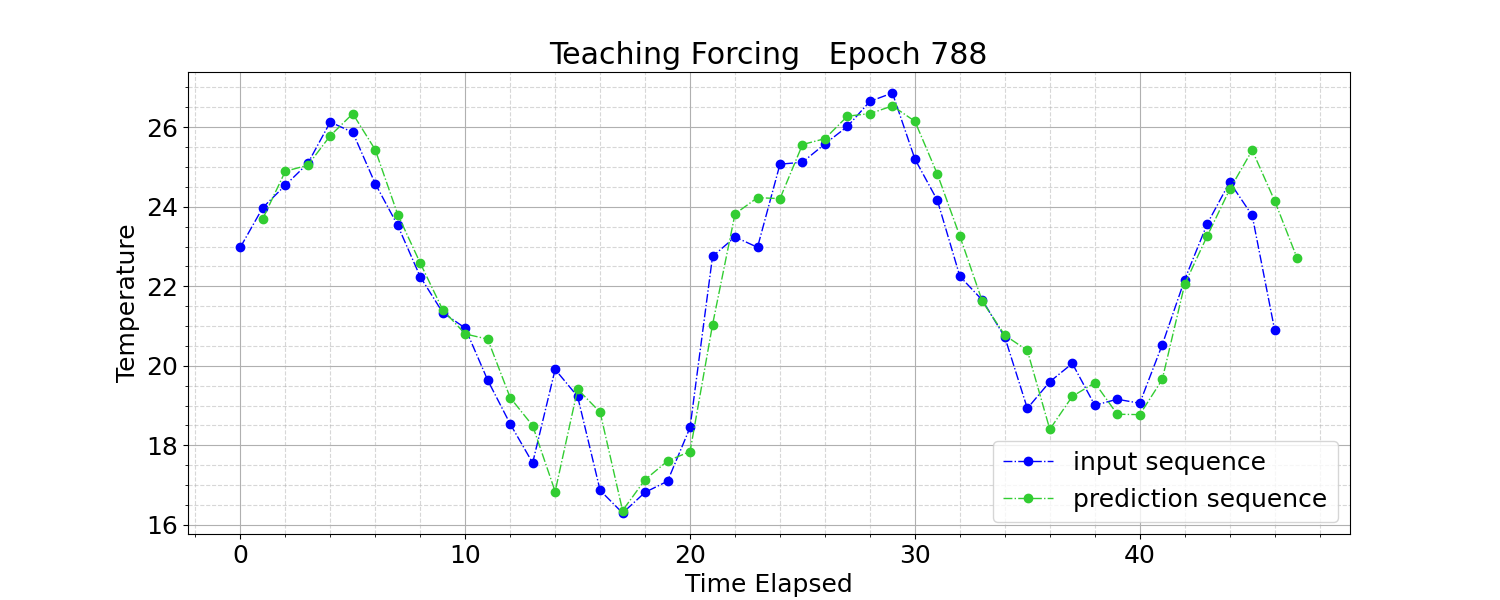 Teaching Forcing   Epoch 788
26
24
22
20
18
16
Temperature
0 10 20 30 40
Time Elapsed
input sequence
prediction sequence